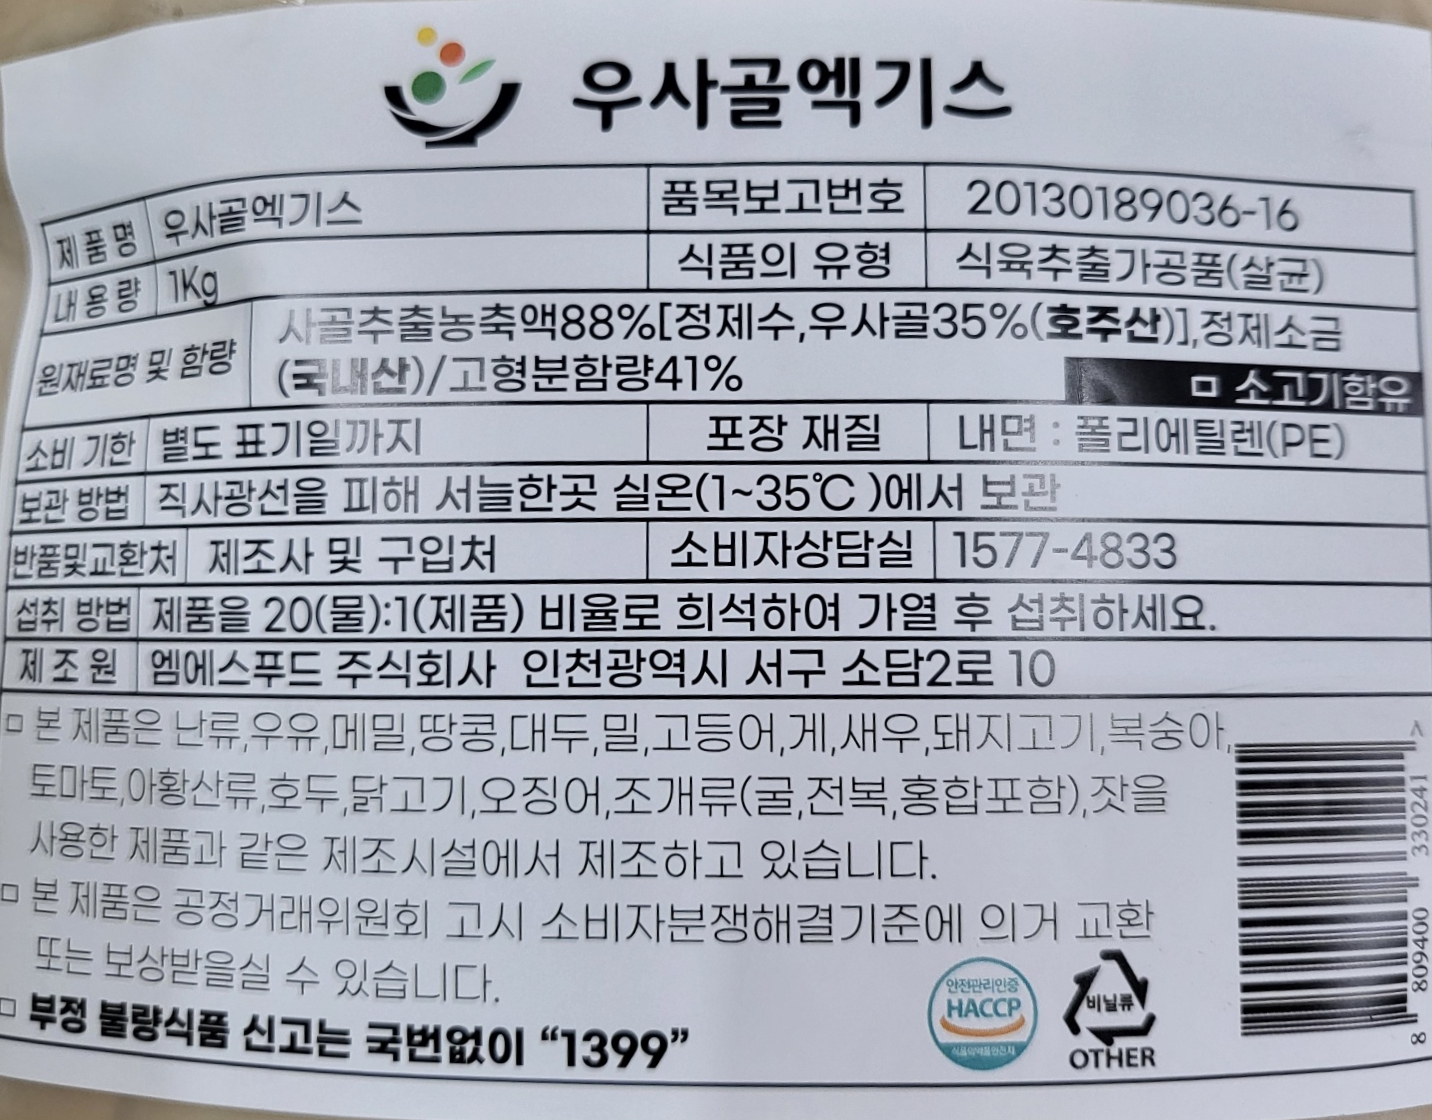 우사골엑기스
제품명 우사골엑기스 품목보고번호 20130189036-16
내용량 1Kg 식품의 유형 식육추출가공품(살균)
원재료명 및 함량 사골추출농축액88%[정제수,우사골35%(호주산)],정제소금
(국내산)/고형분함량41%
□ 소고기함유
소비 기한 별도 표기일까지 포장 재질 내면 : 폴리에틸렌(PE)
보관 방법 직사광선을 피해 서늘한곳 실온(1~35℃ )에서 보관
반품및교환처 제조사 및 구입처 소비자상담실 1577-4833
섭취 방법 제품을 20(물):1(제품) 비율로 희석하여 가열 후 섭취하세요.
제조원 엠에스푸드 주식회사 인천광역시 서구 소담2로 10
□ 본 제품은 난류,우유,메밀,땅콩,대두,밀,고등어,게,새우,돼지고기,복숭아,
토마토,아황산류,호두,닭고기,오징어,조개류(굴,전복,홍합포함),잣을
사용한 제품과 같은 제조시설에서 제조하고 있습니다.
□ 본 제품은 공정거래위원회 고시 소비자분쟁해결기준에 의거 교환
또는 보상받을실 수 있습니다.
□ 부정 불량식품 신고는 국번없이 “1399”
안전관리인증
HACCP
식품의약품안전처
비닐류
OTHER
8 809400 330241 >